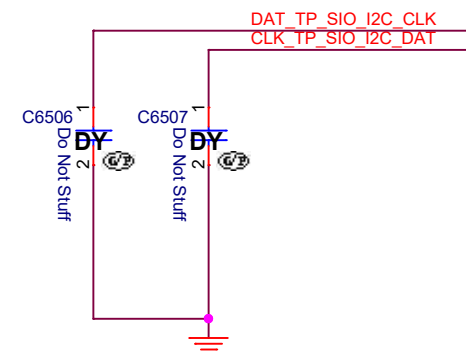 DAT_TP_SIO_I2C_CLK
CLK_TP_SIO_I2C_DAT
C6506
1
DY
2
G/P
Do Not Stuff
C6507
1
DY
2
G/P
Do Not Stuff